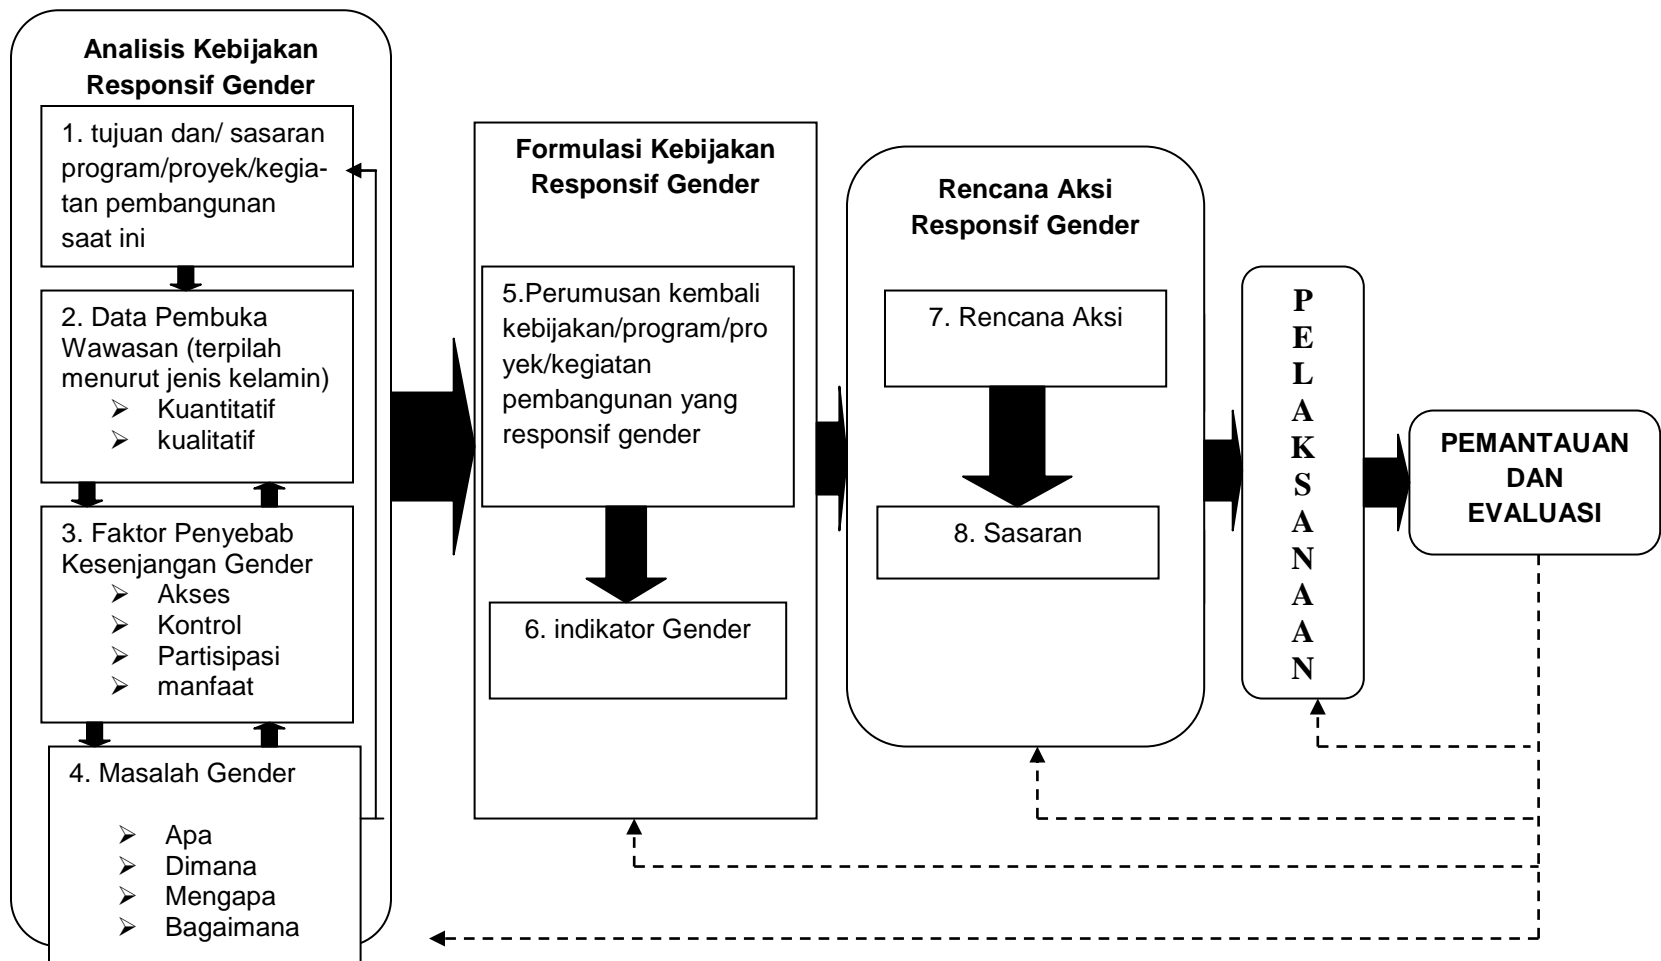 Analisis Kebijakan
Responsif Gender
1. tujuan dan/ sasaran
program/proyek/kegia-
tan pembangunan
saat ini
2. Data Pembuka
Wawasan (terpilah
menurut jenis kelamin)
➢ Kuantitatif
➢ kualitatif
3. Faktor Penyebab
Kesenjangan Gender
➢ Akses
➢ Kontrol
➢ Partisipasi
➢ manfaat
4. Masalah Gender
➢ Apa
➢ Dimana
➢ Mengapa
➢ Bagaimana
Formulasi Kebijakan
Responsif Gender
5.Perumusan kembali
kebijakan/program/pro
yek/kegiatan
pembangunan yang
responsif gender
6. indikator Gender
Rencana Aksi
Responsif Gender
7. Rencana Aksi
8. Sasaran
P
E
L
A
K
S
A
N
A
A
N
PEMANTAUAN
DAN
EVALUASI